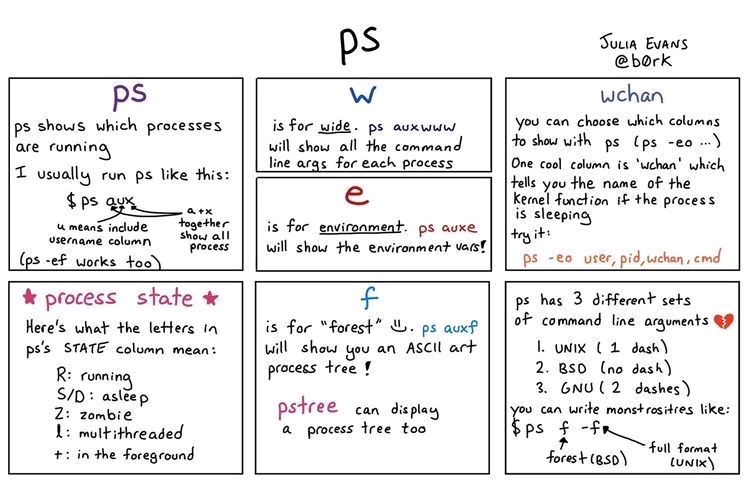 ps
JULIA EVANS
@b0rk
ps
ps shows which processes
are running
I usually run ps like this:
$ ps aux
u means include
username column
a+x
together
show all
process
(ps -ef works too)
w
is for wide. ps auxwww
will show all the command
line args for each process
e
is for environment. ps auxe
will show the environment vars!
wchan
you can choose which columns
to show with ps (ps -eo ...)
One cool column is 'wchan' which
tells you the name of the
Kernel function if the process
is sleeping
try it:
ps -eo user,pid,wchan,cmd
★ process state ★
Here's what the letters in
ps's STATE column mean:
R: running
S/D: asleep
Z: zombie
l: multithreaded
+: in the foreground
f
is for "forest" ps auxf
will show you an ASCII art
process tree!
pstree can display
a process tree too
ps has 3 different sets
of command line arguments 💔
1. UNIX (1 dash)
2. BSD (no dash)
3. GNU (2 dashes)
you can write monstrosities like:
$ ps f -f
forest (BSD)
full format
(UNIX)